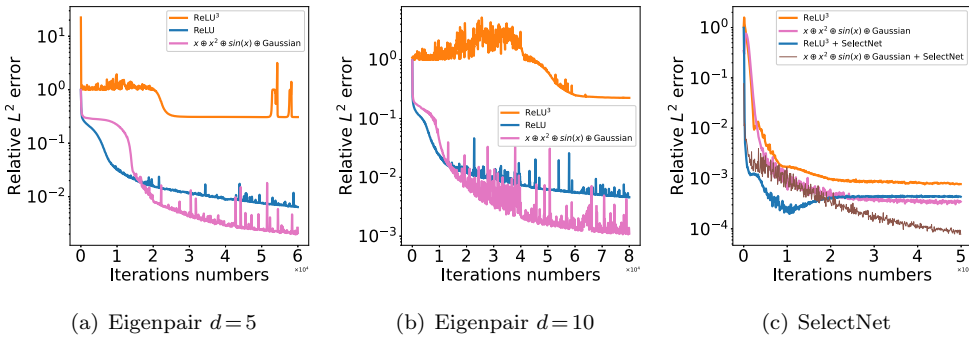 10¹
10⁰
10⁻¹
10⁻²
Relative L² error
ReLU³
ReLU
x ⊕ x² ⊕ sin(x) ⊕ Gaussian
0 1 2 3 4 5 6
×10⁴
Iterations numbers
(a) Eigenpair d=5
10⁰
10⁻¹
10⁻²
10⁻³
Relative L² error
ReLU³
ReLU
x ⊕ x² ⊕ sin(x) ⊕ Gaussian
0 1 2 3 4 5 6 7 8
×10⁴
Iterations numbers
(b) Eigenpair d=10
10⁰
10⁻¹
10⁻²
10⁻³
10⁻⁴
Relative L² error
ReLU³
x ⊕ x² ⊕ sin(x) ⊕ Gaussian
ReLU³ + SelectNet
x ⊕ x² ⊕ sin(x) ⊕ Gaussian + SelectNet
0 1 2 3 4 5
×10
Iterations numbers
(c) SelectNet